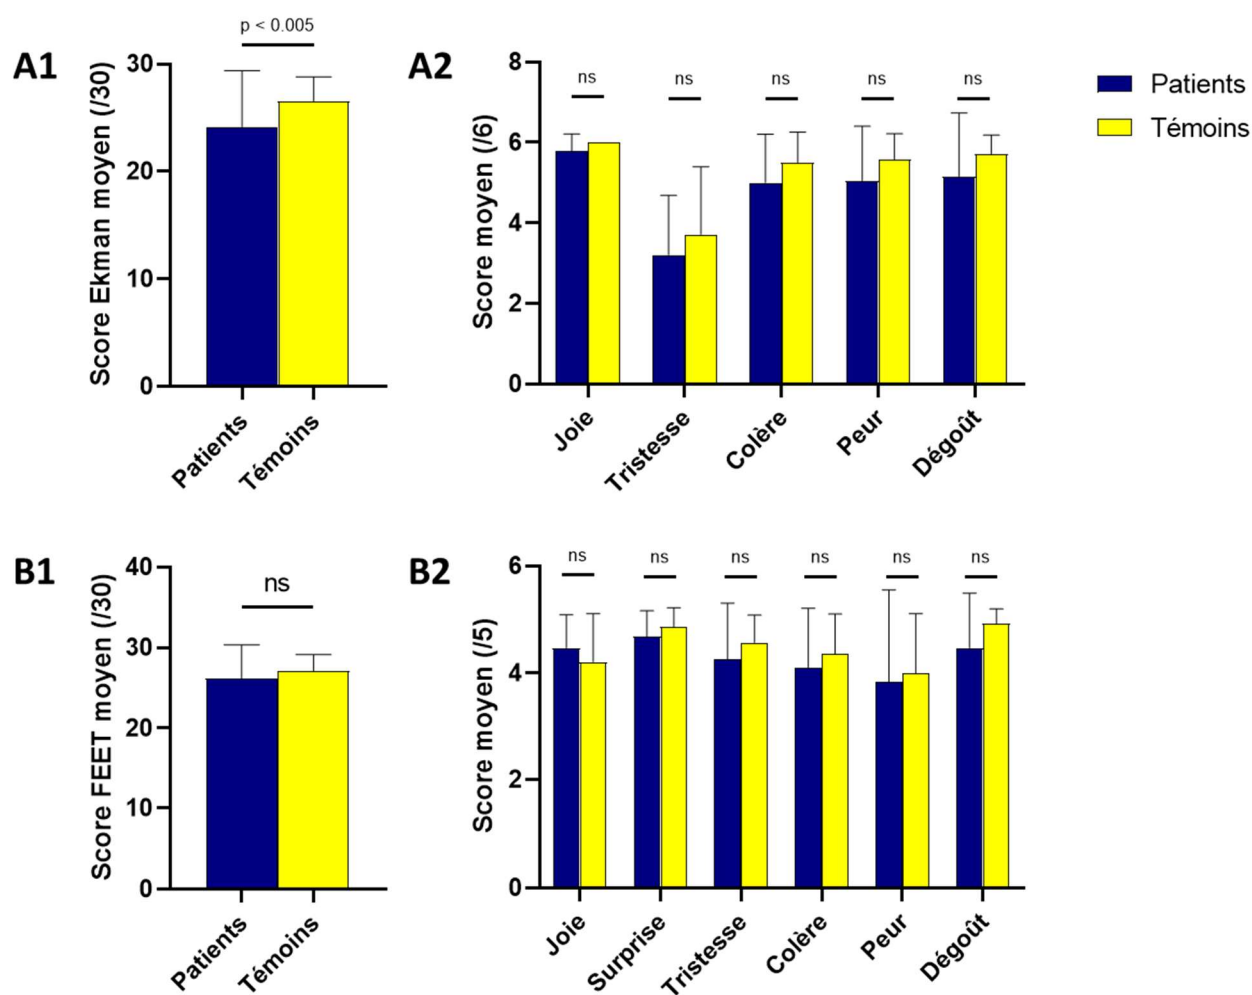 A1
p < 0.005
Score Ekman moyen (/30)
30
20
10
0
Patients
Témoins
A2
Score moyen (/6)
8
6
4
2
0
ns
ns
ns
ns
ns
Joie
Tristesse
Colère
Peur
Dégoût
Patients
Témoins
B1
Score FEET moyen (/30)
40
30
20
10
0
ns
Patients
Témoins
B2
Score moyen (/5)
6
4
2
0
ns
ns
ns
ns
ns
ns
Joie
Surprise
Tristesse
Colère
Peur
Dégoût